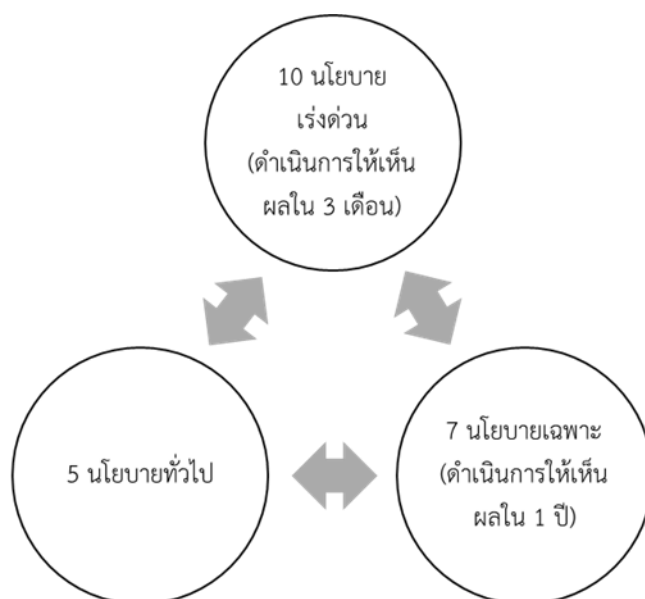 10 นโยบาย
เร่งด่วน
(ดำเนินการให้เห็น
ผลใน 3 เดือน)
5 นโยบายทั่วไป
7 นโยบายเฉพาะ
(ดำเนินการให้เห็น
ผลใน 1 ปี)